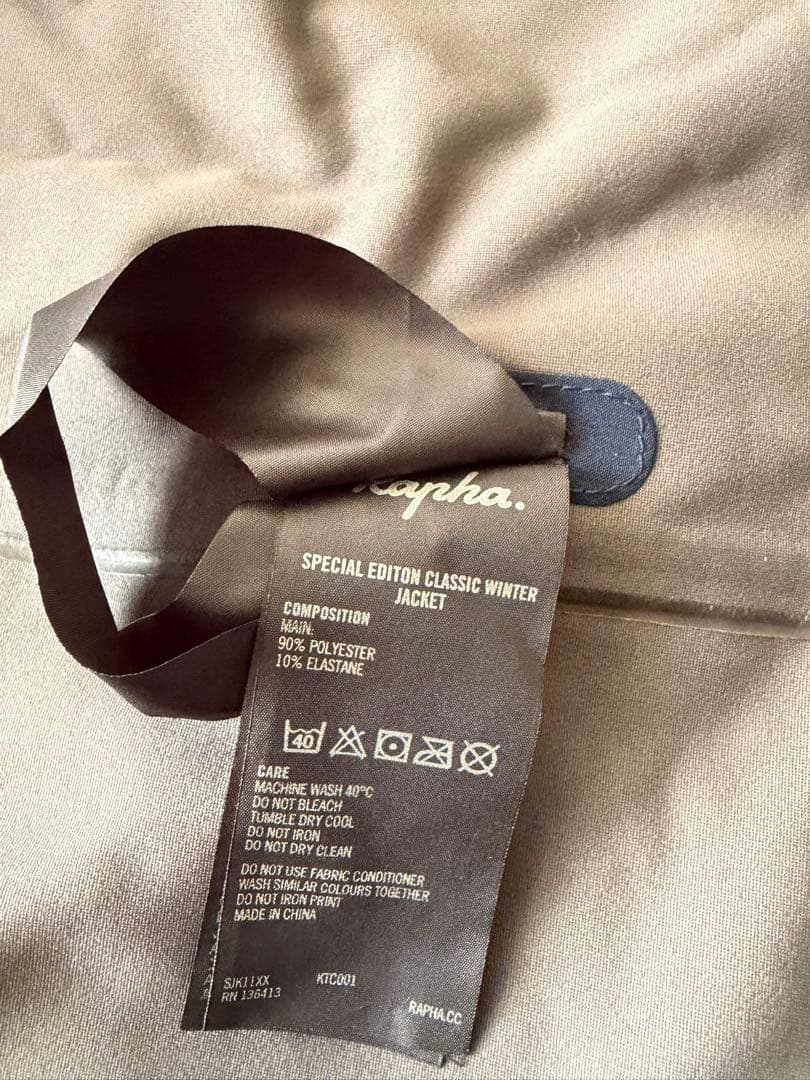 Rapha.
SPECIAL EDITON CLASSIC WINTER
JACKET
COMPOSITION
MAIN:
90% POLYESTER
10% ELASTANE
40
CARE
MACHINE WASH 40°C
DO NOT BLEACH
TUMBLE DRY COOL
DO NOT IRON
DO NOT DRY CLEAN
DO NOT USE FABRIC CONDITIONER
WASH SIMILAR COLOURS TOGETHER
DO NOT IRON PRINT
MADE IN CHINA
SJK11XX KTC001
RN 136413
RAPHA.CC